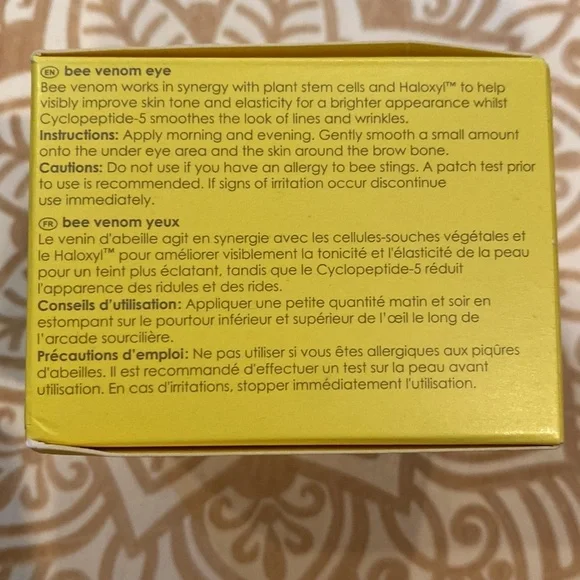 EN bee venom eye
Bee venom works in synergy with plant stem cells and Haloxyl™ to help
visibly improve skin tone and elasticity for a brighter appearance whilst
Cyclopeptide-5 smoothes the look of lines and wrinkles.
Instructions: Apply morning and evening. Gently smooth a small amount
onto the under eye area and the skin around the brow bone.
Cautions: Do not use if you have an allergy to bee stings. A patch test prior
to use is recommended. If signs of irritation occur discontinue
use immediately.
FR bee venom yeux
Le venin d'abeille agit en synergie avec les cellules-souches végétales et
le Haloxyl™ pour améliorer visiblement la tonicité et l'élasticité de la peau
pour un teint plus éclatant, tandis que le Cyclopeptide-5 réduit
l'apparence des ridules et des rides.
Conseils d'utilisation: Appliquer une petite quantité matin et soir en
estompant sur le pourtour inférieur et supérieur de l'œil le long de
l'arcade sourcilière.
Précautions d'emploi: Ne pas utiliser si vous êtes allergiques aux piqûres
d'abeilles. Il est recommandé d'effectuer un test sur la peau avant
utilisation. En cas d'irritations, stopper immédiatement l'utilisation.